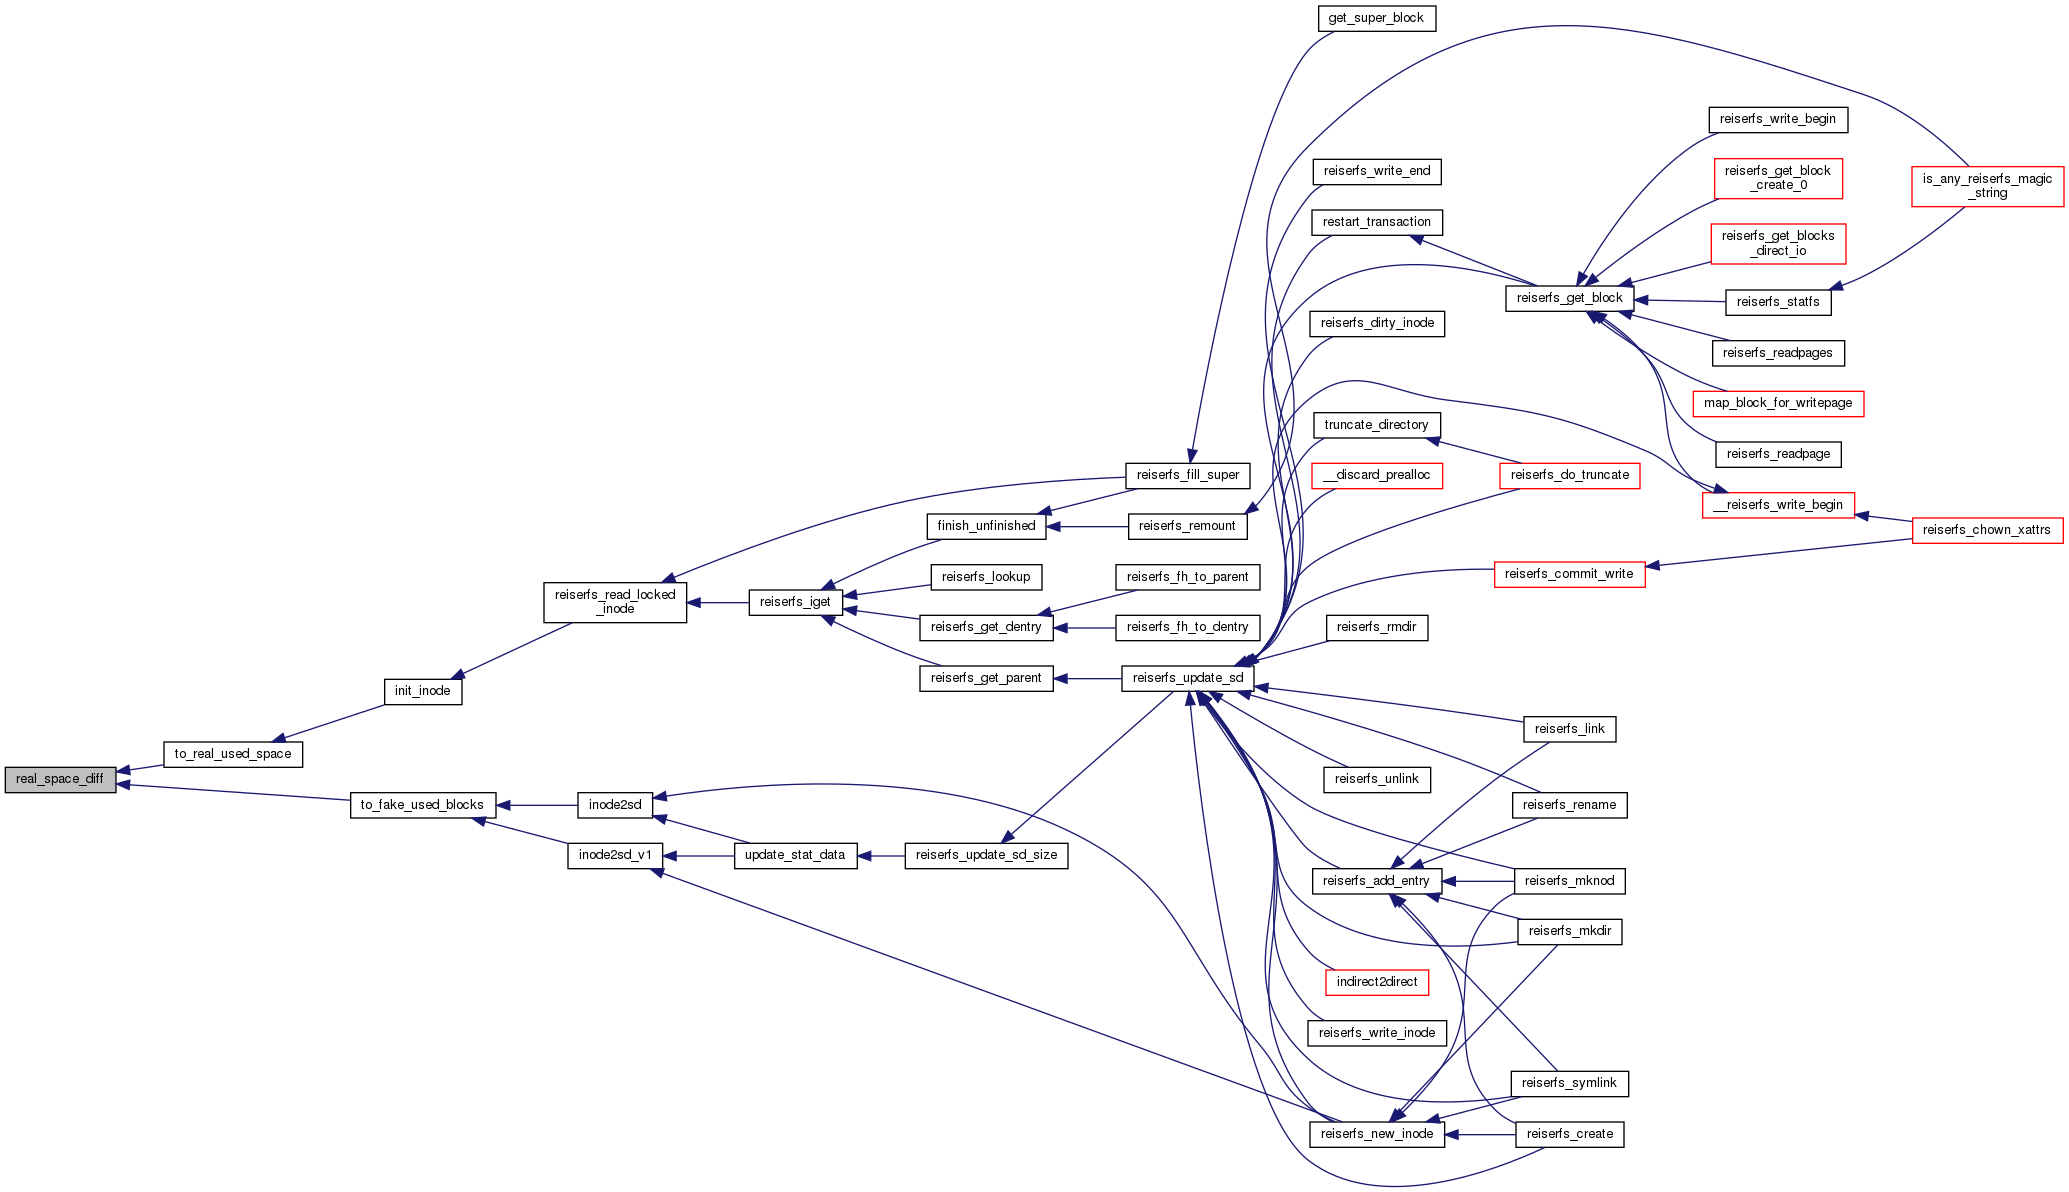 get_super_block
reiserfs_write_begin
reiserfs_get_block
_create_0
reiserfs_write_end
is_any_reiserfs_magic
_string
restart_transaction
reiserfs_get_blocks
_direct_io
reiserfs_get_block
reiserfs_statfs
reiserfs_dirty_inode
reiserfs_readpages
map_block_for_writepage
truncate_directory
reiserfs_readpage
reiserfs_fill_super
__discard_prealloc
reiserfs_do_truncate
__reiserfs_write_begin
finish_unfinished
reiserfs_remount
reiserfs_chown_xattrs
reiserfs_lookup
reiserfs_fh_to_parent
reiserfs_commit_write
reiserfs_read_locked
_inode
reiserfs_iget
reiserfs_get_dentry
reiserfs_fh_to_dentry
reiserfs_rmdir
reiserfs_get_parent
reiserfs_update_sd
init_inode
reiserfs_link
to_real_used_space
real_space_diff
reiserfs_unlink
to_fake_used_blocks
inode2sd
reiserfs_rename
inode2sd_v1
update_stat_data
reiserfs_update_sd_size
reiserfs_add_entry
reiserfs_mknod
reiserfs_mkdir
indirect2direct
reiserfs_write_inode
reiserfs_symlink
reiserfs_new_inode
reiserfs_create